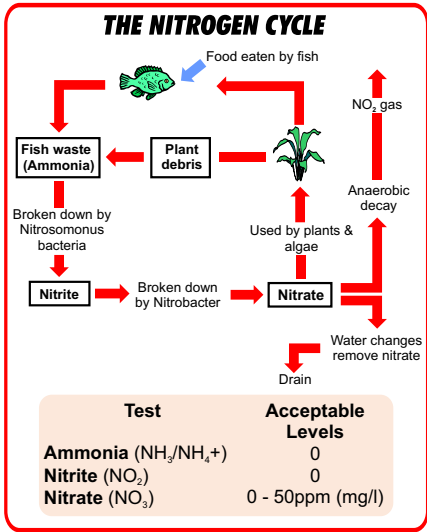 THE NITROGEN CYCLE
Food eaten by fish
NO₂ gas
Fish waste
(Ammonia)
Plant
debris
Anaerobic
decay
Broken down by
Nitrosomonus
bacteria
Used by plants &
algae
Nitrite
Broken down
by Nitrobacter
Nitrate
Water changes
remove nitrate
Drain
Test Acceptable
Levels
Ammonia (NH₃/NH₄+) 0
Nitrite (NO₂) 0
Nitrate (NO₃) 0 - 50ppm (mg/l)